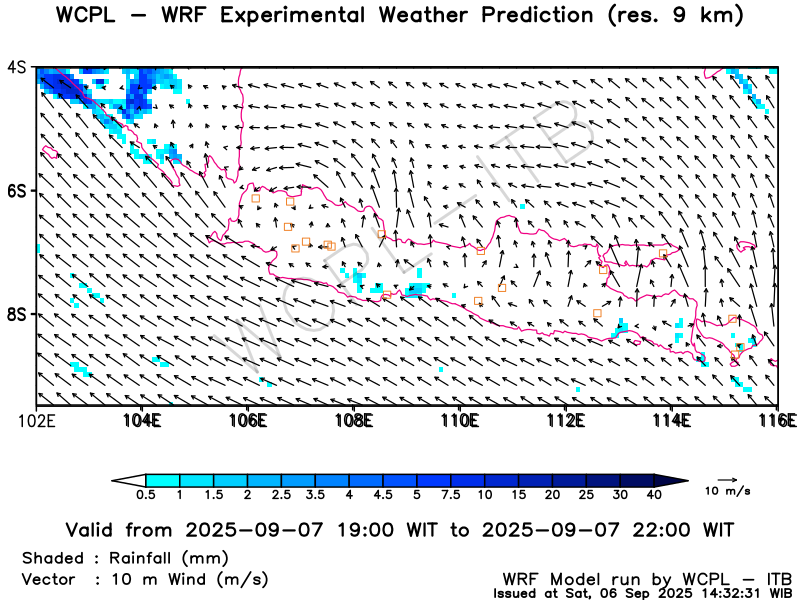 WCPL – WRF Experimental Weather Prediction (res. 9 km)
4S
6S
8S
WCPL-ITB
102E 104E 106E 108E 110E 112E 114E 116E
0.5 1 1.5 2 2.5 3.5 4 4.5 5 7.5 10 15 20 25 30 40
10 m/s
Valid from 2025-09-07 19:00 WIT to 2025-09-07 22:00 WIT
Shaded : Rainfall (mm)
Vector : 10 m Wind (m/s)
WRF Model run by WCPL – ITB
Issued at Sat, 06 Sep 2025 14:32:31 WIB